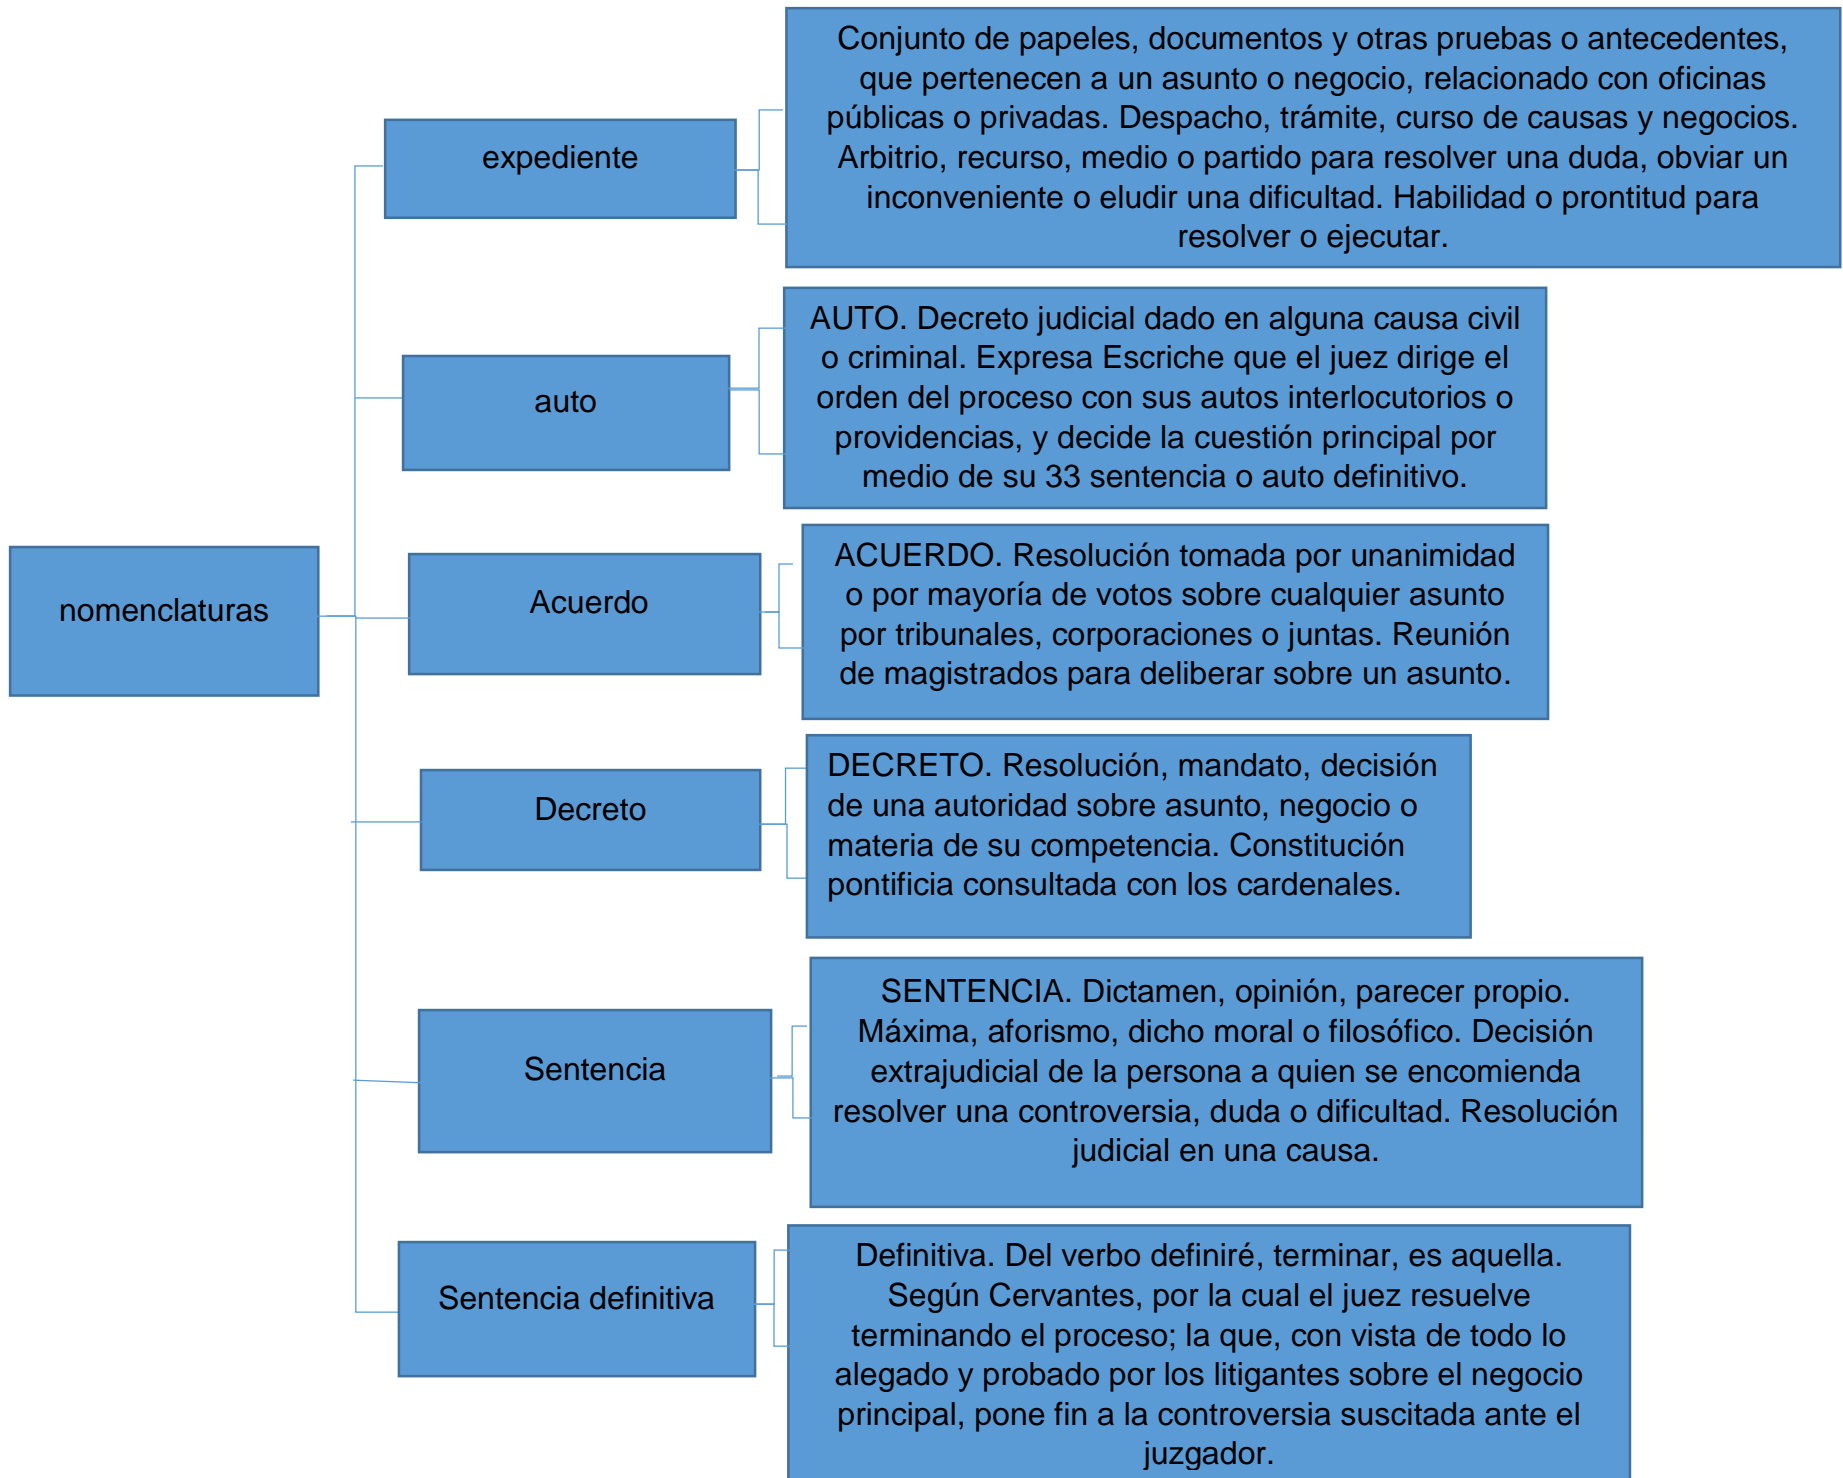 nomenclaturas
expediente
Conjunto de papeles, documentos y otras pruebas o antecedentes,
que pertenecen a un asunto o negocio, relacionado con oficinas
públicas o privadas. Despacho, trámite, curso de causas y negocios.
Arbitrio, recurso, medio o partido para resolver una duda, obviar un
inconveniente o eludir una dificultad. Habilidad o prontitud para
resolver o ejecutar.
auto
AUTO. Decreto judicial dado en alguna causa civil
o criminal. Expresa Escriche que el juez dirige el
orden del proceso con sus autos interlocutorios o
providencias, y decide la cuestión principal por
medio de su 33 sentencia o auto definitivo.
Acuerdo
ACUERDO. Resolución tomada por unanimidad
o por mayoría de votos sobre cualquier asunto
por tribunales, corporaciones o juntas. Reunión
de magistrados para deliberar sobre un asunto.
Decreto
DECRETO. Resolución, mandato, decisión
de una autoridad sobre asunto, negocio o
materia de su competencia. Constitución
pontificia consultada con los cardenales.
Sentencia
SENTENCIA. Dictamen, opinión, parecer propio.
Máxima, aforismo, dicho moral o filosófico. Decisión
extrajudicial de la persona a quien se encomienda
resolver una controversia, duda o dificultad. Resolución
judicial en una causa.
Sentencia definitiva
Definitiva. Del verbo definiré, terminar, es aquella.
Según Cervantes, por la cual el juez resuelve
terminando el proceso; la que, con vista de todo lo
alegado y probado por los litigantes sobre el negocio
principal, pone fin a la controversia suscitada ante el
juzgador.